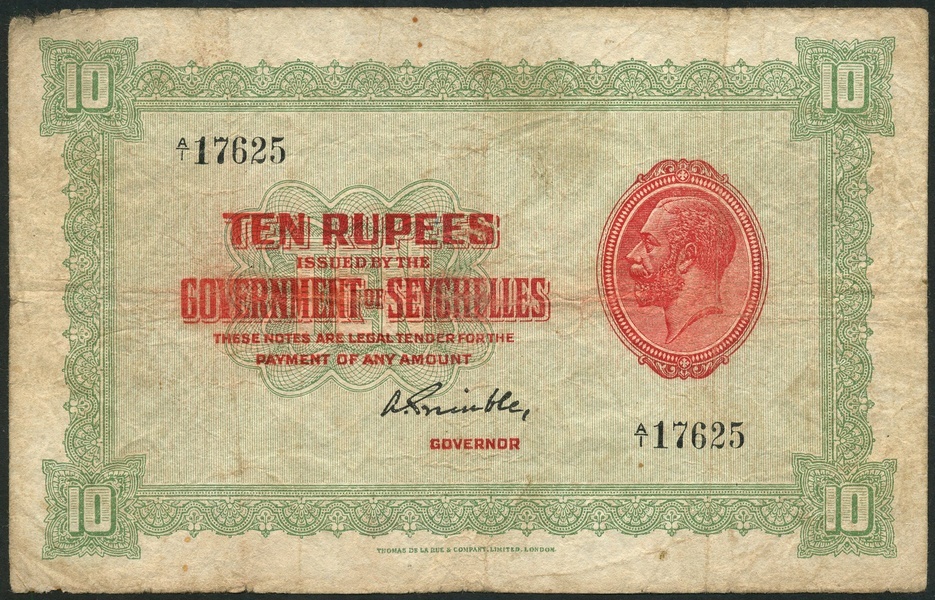 10 10
A/1 17625
TEN RUPEES
ISSUED BY THE
GOVERNMENT OF SEYCHELLES
THESE NOTES ARE LEGAL TENDER FOR THE
PAYMENT OF ANY AMOUNT
GOVERNOR
A/1 17625
10 10
THOMAS DE LA RUE & COMPANY, LIMITED, LONDON.